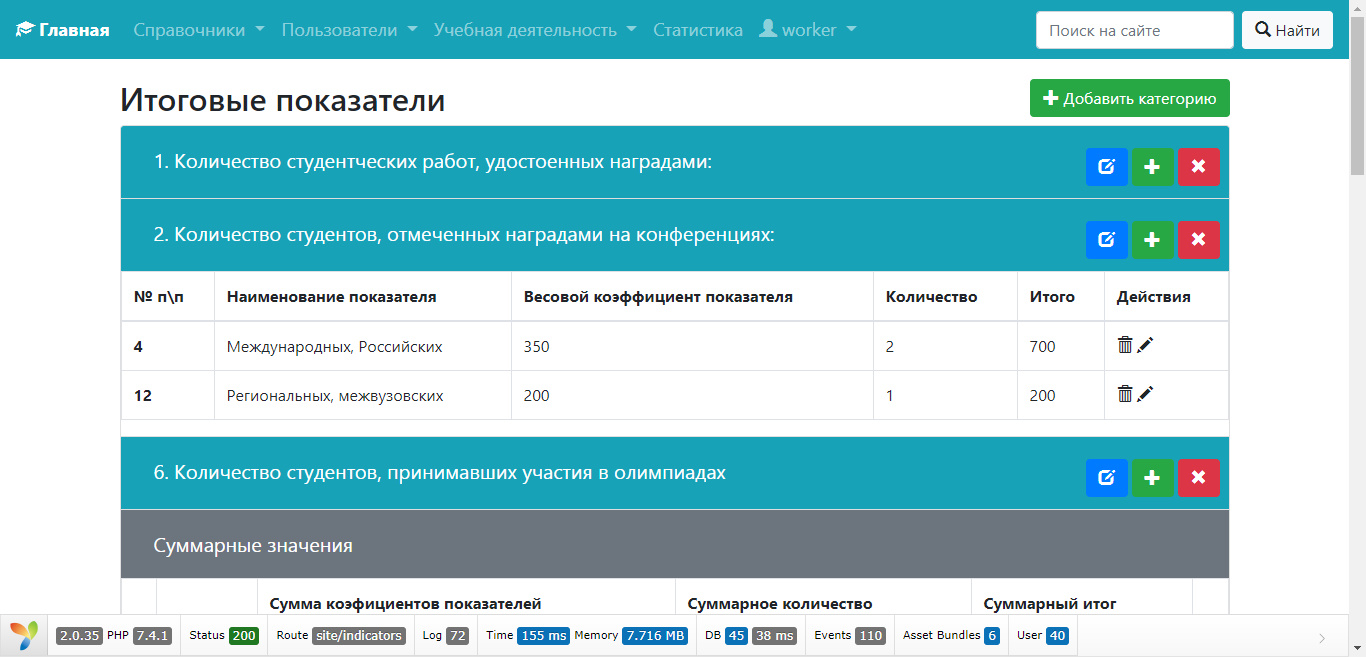 Главная Справочники Пользователи Учебная деятельность Статистика worker Поиск на сайте Найти
Итоговые показатели Добавить категорию
1. Количество студентческих работ, удостоенных наградами:
2. Количество студентов, отмеченных наградами на конференциях:
№ п\п Наименование показателя Весовой коэффициент показателя Количество Итого Действия
4 Международных, Российских 350 2 700
12 Региональных, межвузовских 200 1 200
6. Количество студентов, принимавших участия в олимпиадах
Суммарные значения
Сумма коэфициентов показателей Суммарное количество Суммарный итог
2.0.35 PHP 7.4.1 Status 200 Route site/indicators Log 72 Time 155 ms Memory 7.716 MB DB 45 38 ms Events 110 Asset Bundles 6 User 40